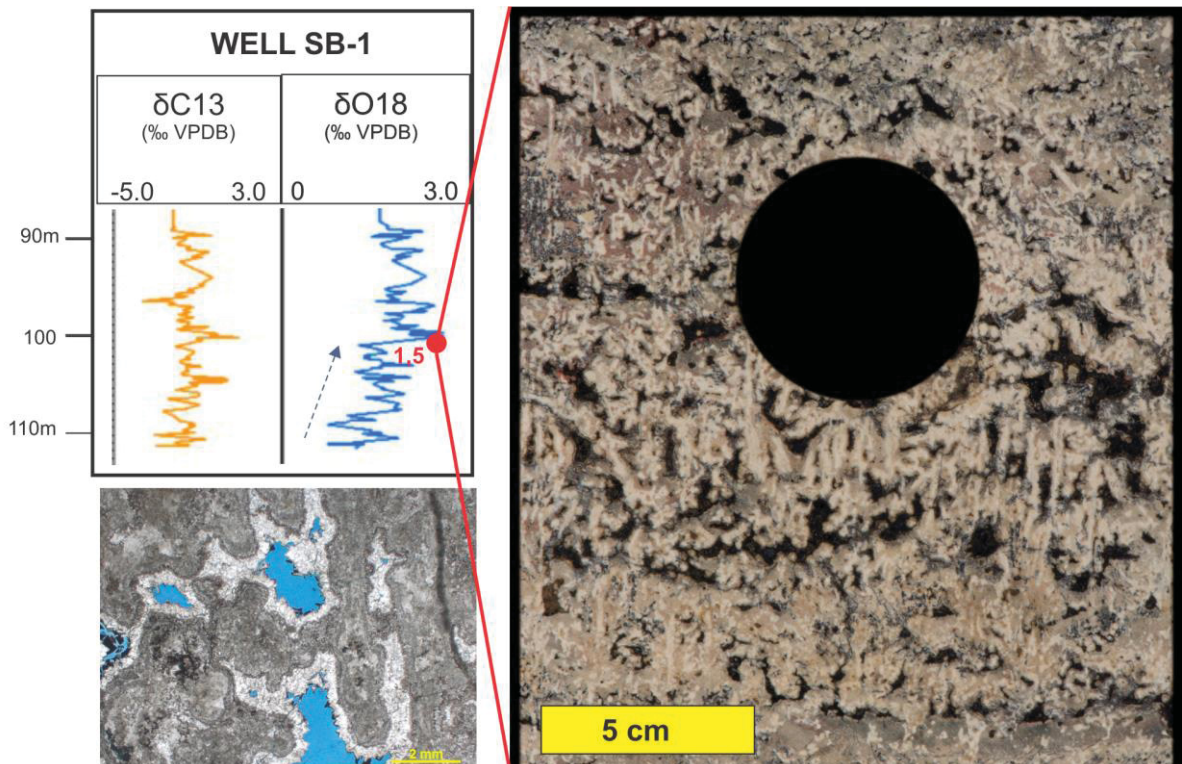 WELL SB-1
δC13
(‰ VPDB)
δO18
(‰ VPDB)
-5.0
3.0
0
3.0
90m
100
1.5
110m
2 mm
5 cm